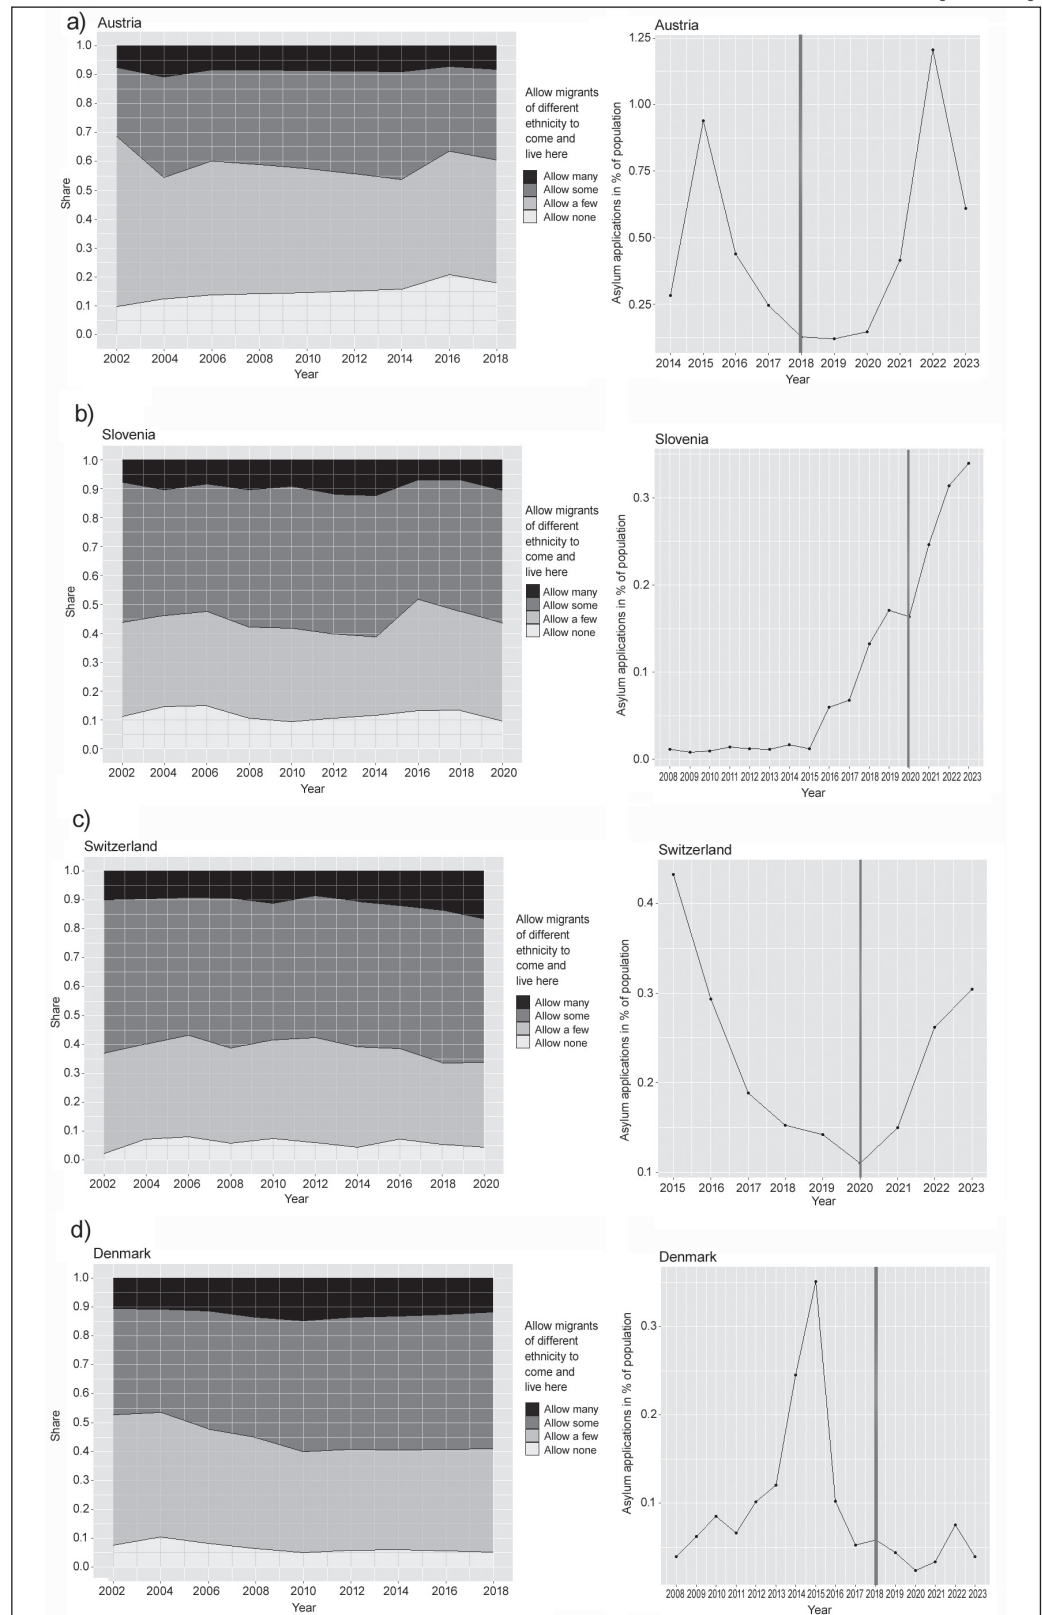 a) Austria
1.0
0.9
0.8
0.7
0.6
0.5
0.4
0.3
0.2
0.1
0.0
Share
2002 2004 2006 2008 2010 2012 2014 2016 2018
Year
Allow migrants
of different
ethnicity to
come and
live here
Allow many
Allow some
Allow a few
Allow none
Austria
1.25
1.00
0.75
0.50
0.25
Asylum applications in % of population
2014 2015 2016 2017 2018 2019 2020 2021 2022 2023
Year
b)
Slovenia
1.0
0.9
0.8
0.7
0.6
0.5
0.4
0.3
0.2
0.1
0.0
Share
2002 2004 2006 2008 2010 2012 2014 2016 2018 2020
Year
Allow migrants
of different
ethnicity to
come and
live here
Allow many
Allow some
Allow a few
Allow none
Slovenia
0.3
0.2
0.1
0.0
Asylum applications in % of population
2008 2009 2010 2011 2012 2013 2014 2015 2016 2017 2018 2019 2020 2021 2022 2023
Year
c)
Switzerland
1.0
0.9
0.8
0.7
0.6
0.5
0.4
0.3
0.2
0.1
0.0
Share
2002 2004 2006 2008 2010 2012 2014 2016 2018 2020
Year
Allow migrants
of different
ethnicity to
come and
live here
Allow many
Allow some
Allow a few
Allow none
Switzerland
0.4
0.3
0.2
0.1
Asylum applications in % of population
2015 2016 2017 2018 2019 2020 2021 2022 2023
Year
d)
Denmark
1.0
0.9
0.8
0.7
0.6
0.5
0.4
0.3
0.2
0.1
0.0
Share
2002 2004 2006 2008 2010 2012 2014 2016 2018
Year
Allow migrants
of different
ethnicity to
come and
live here
Allow many
Allow some
Allow a few
Allow none
Denmark
0.3
0.2
0.1
Asylum applications in % of population
2008 2009 2010 2011 2012 2013 2014 2015 2016 2017 2018 2019 2020 2021 2022 2023
Year